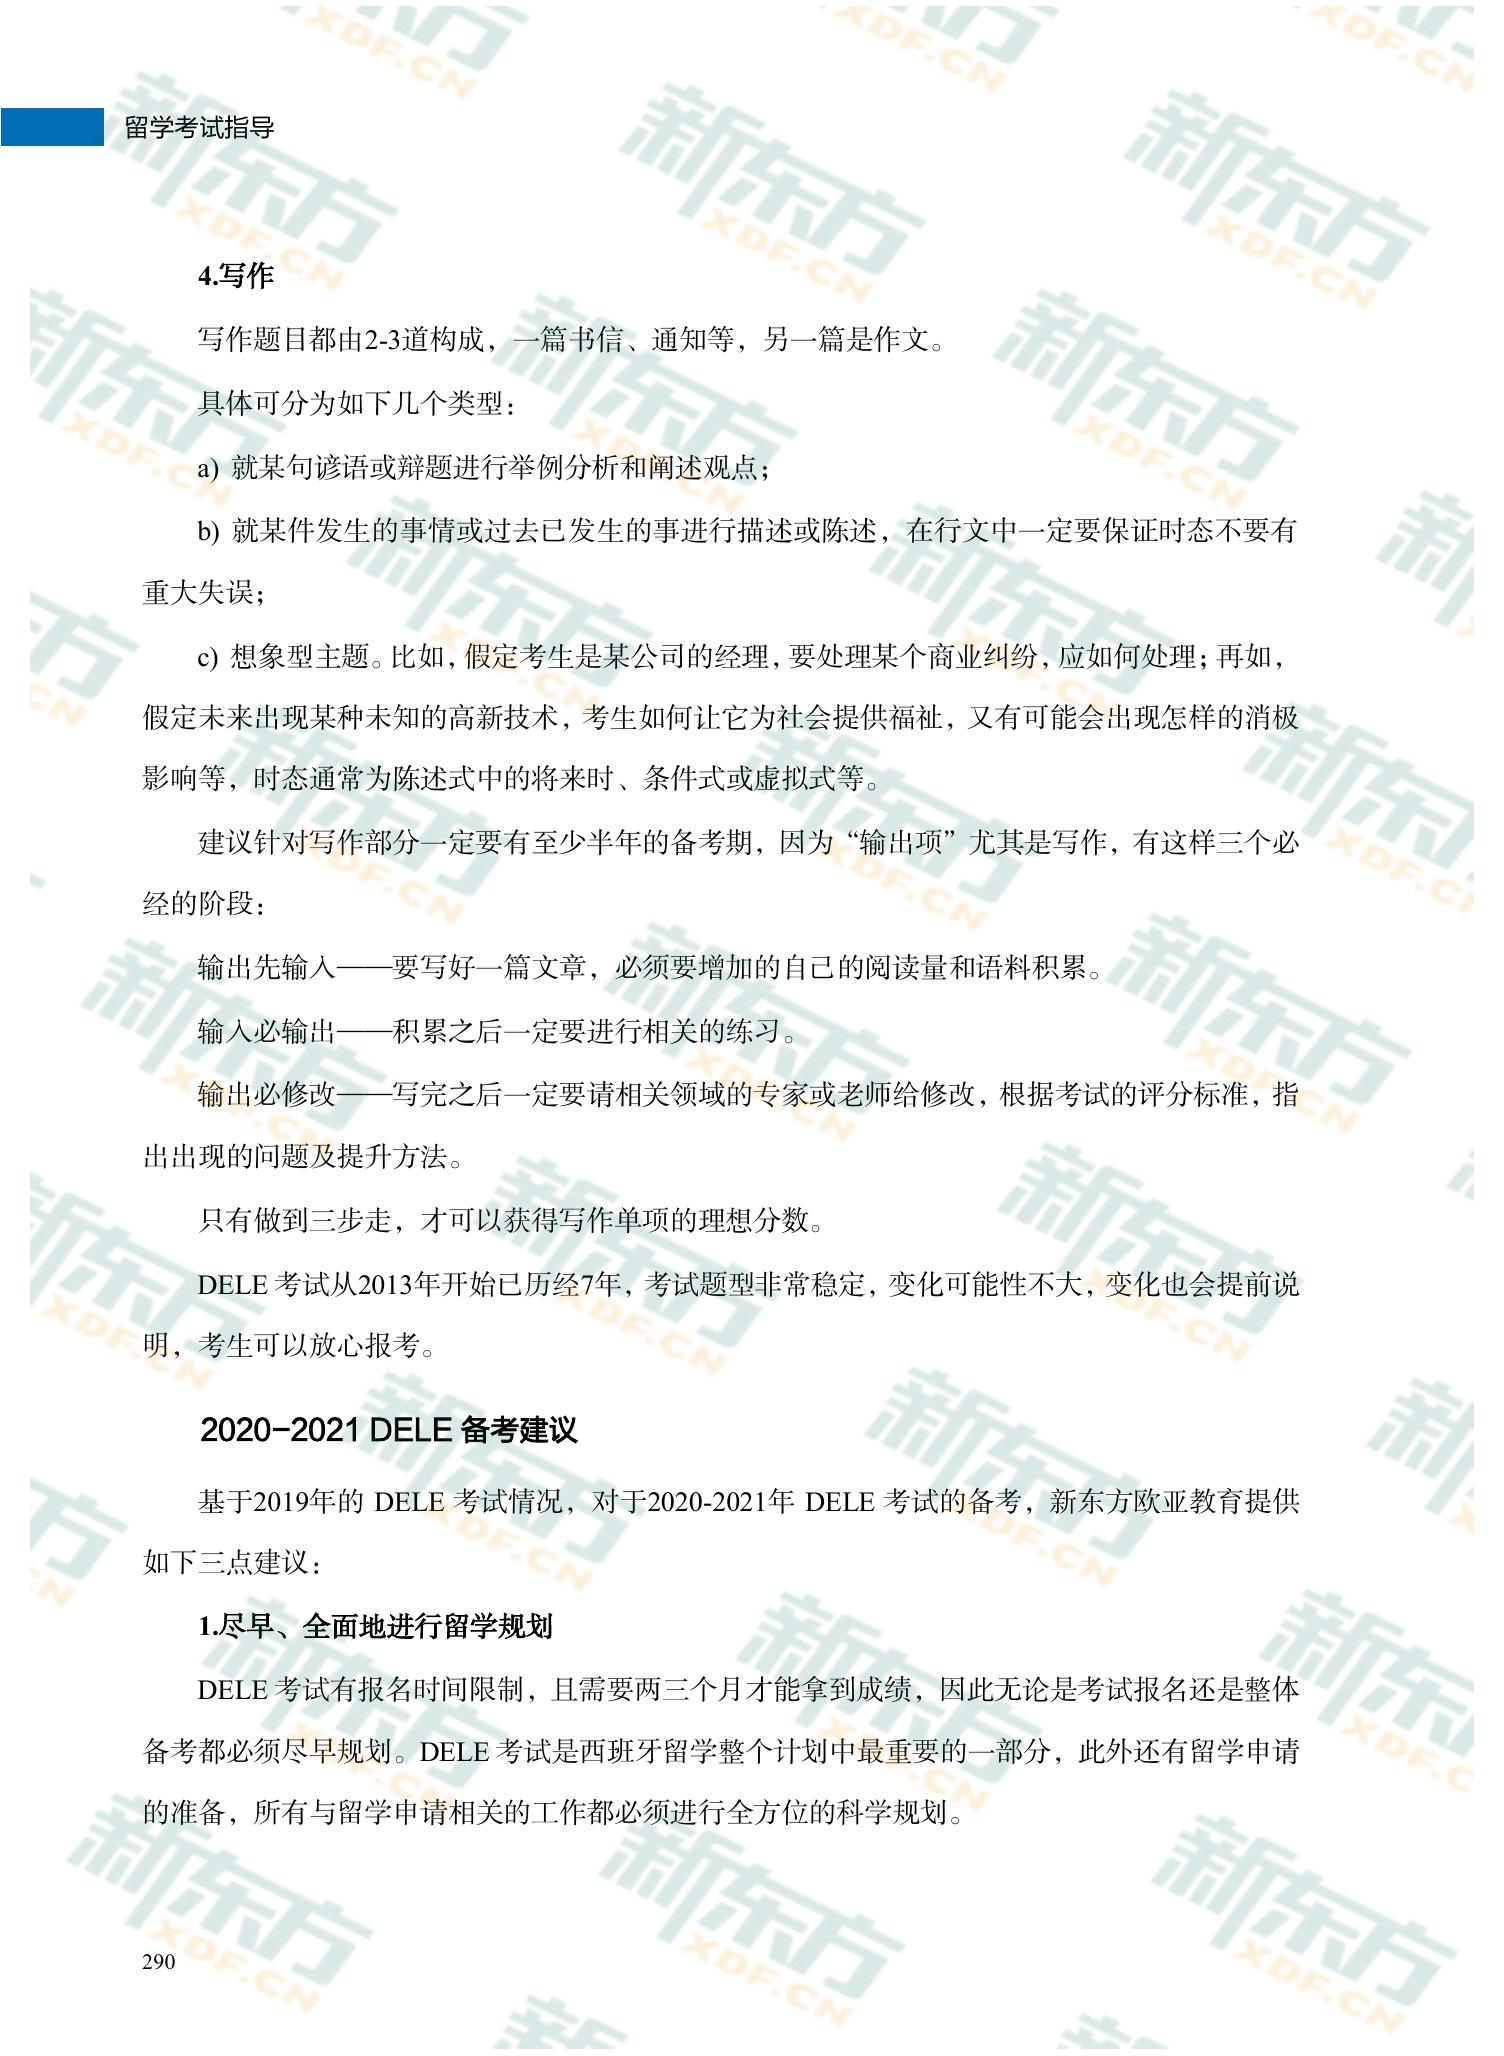 留学考试指导
4.写作
写作题目都由2-3道构成，一篇书信、通知等，另一篇是作文。
具体可分为如下几个类型：
a) 就某句谚语或辩题进行举例分析和阐述观点；
b) 就某件发生的事情或过去已发生的事进行描述或陈述，在行文中一定要保证时态不要有
重大失误；
c) 想象型主题。比如，假定考生是某公司的经理，要处理某个商业纠纷，应如何处理；再如，
假定未来出现某种未知的高新技术，考生如何让它为社会提供福祉，又有可能会出现怎样的消极
影响等，时态通常为陈述式中的将来时、条件式或虚拟式等。
建议针对写作部分一定要有至少半年的备考期，因为“输出项”尤其是写作，有这样三个必
经的阶段：
输出先输入——要写好一篇文章，必须要增加的自己的阅读量和语料积累。
输入必输出——积累之后一定要进行相关的练习。
输出必修改——写完之后一定要请相关领域的专家或老师给修改，根据考试的评分标准，指
出出现的问题及提升方法。
只有做到三步走，才可以获得写作单项的理想分数。
DELE 考试从2013年开始已历经7年，考试题型非常稳定，变化可能性不大，变化也会提前说
明，考生可以放心报考。
2020-2021 DELE 备考建议
基于2019年的 DELE 考试情况，对于2020-2021年 DELE 考试的备考，新东方欧亚教育提供
如下三点建议：
1.尽早、全面地进行留学规划
DELE 考试有报名时间限制，且需要两三个月才能拿到成绩，因此无论是考试报名还是整体
备考都必须尽早规划。DELE 考试是西班牙留学整个计划中最重要的一部分，此外还有留学申请
的准备，所有与留学申请相关的工作都必须进行全方位的科学规划。
290